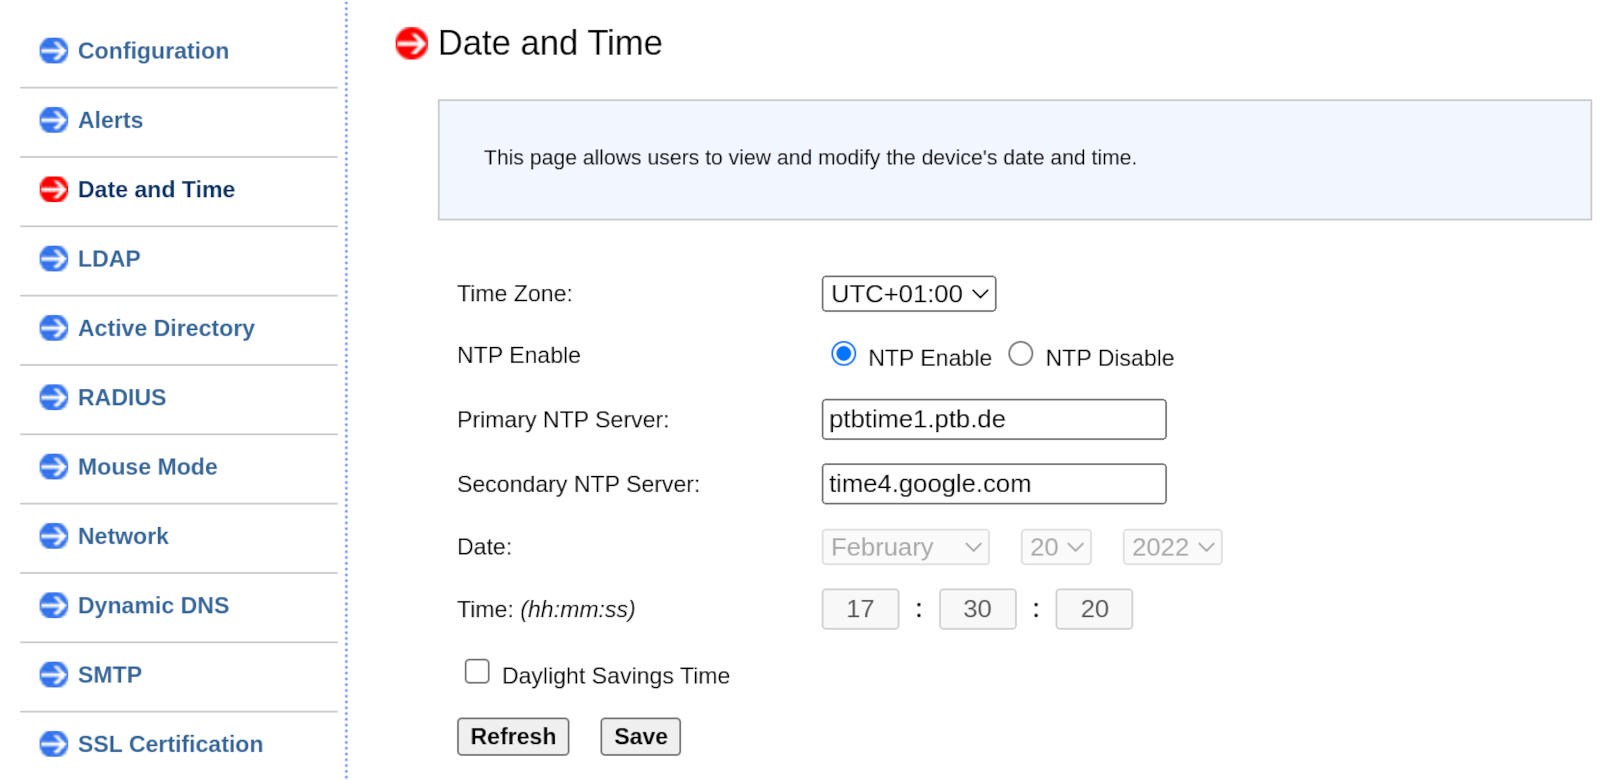 Configuration
Alerts
Date and Time
LDAP
Active Directory
RADIUS
Mouse Mode
Network
Dynamic DNS
SMTP
SSL Certification
Date and Time
This page allows users to view and modify the device's date and time.
Time Zone: UTC+01:00
NTP Enable NTP Enable NTP Disable
Primary NTP Server: ptbtime1.ptb.de
Secondary NTP Server: time4.google.com
Date: February 20 2022
Time: (hh:mm:ss) 17 : 30 : 20
Daylight Savings Time
Refresh Save